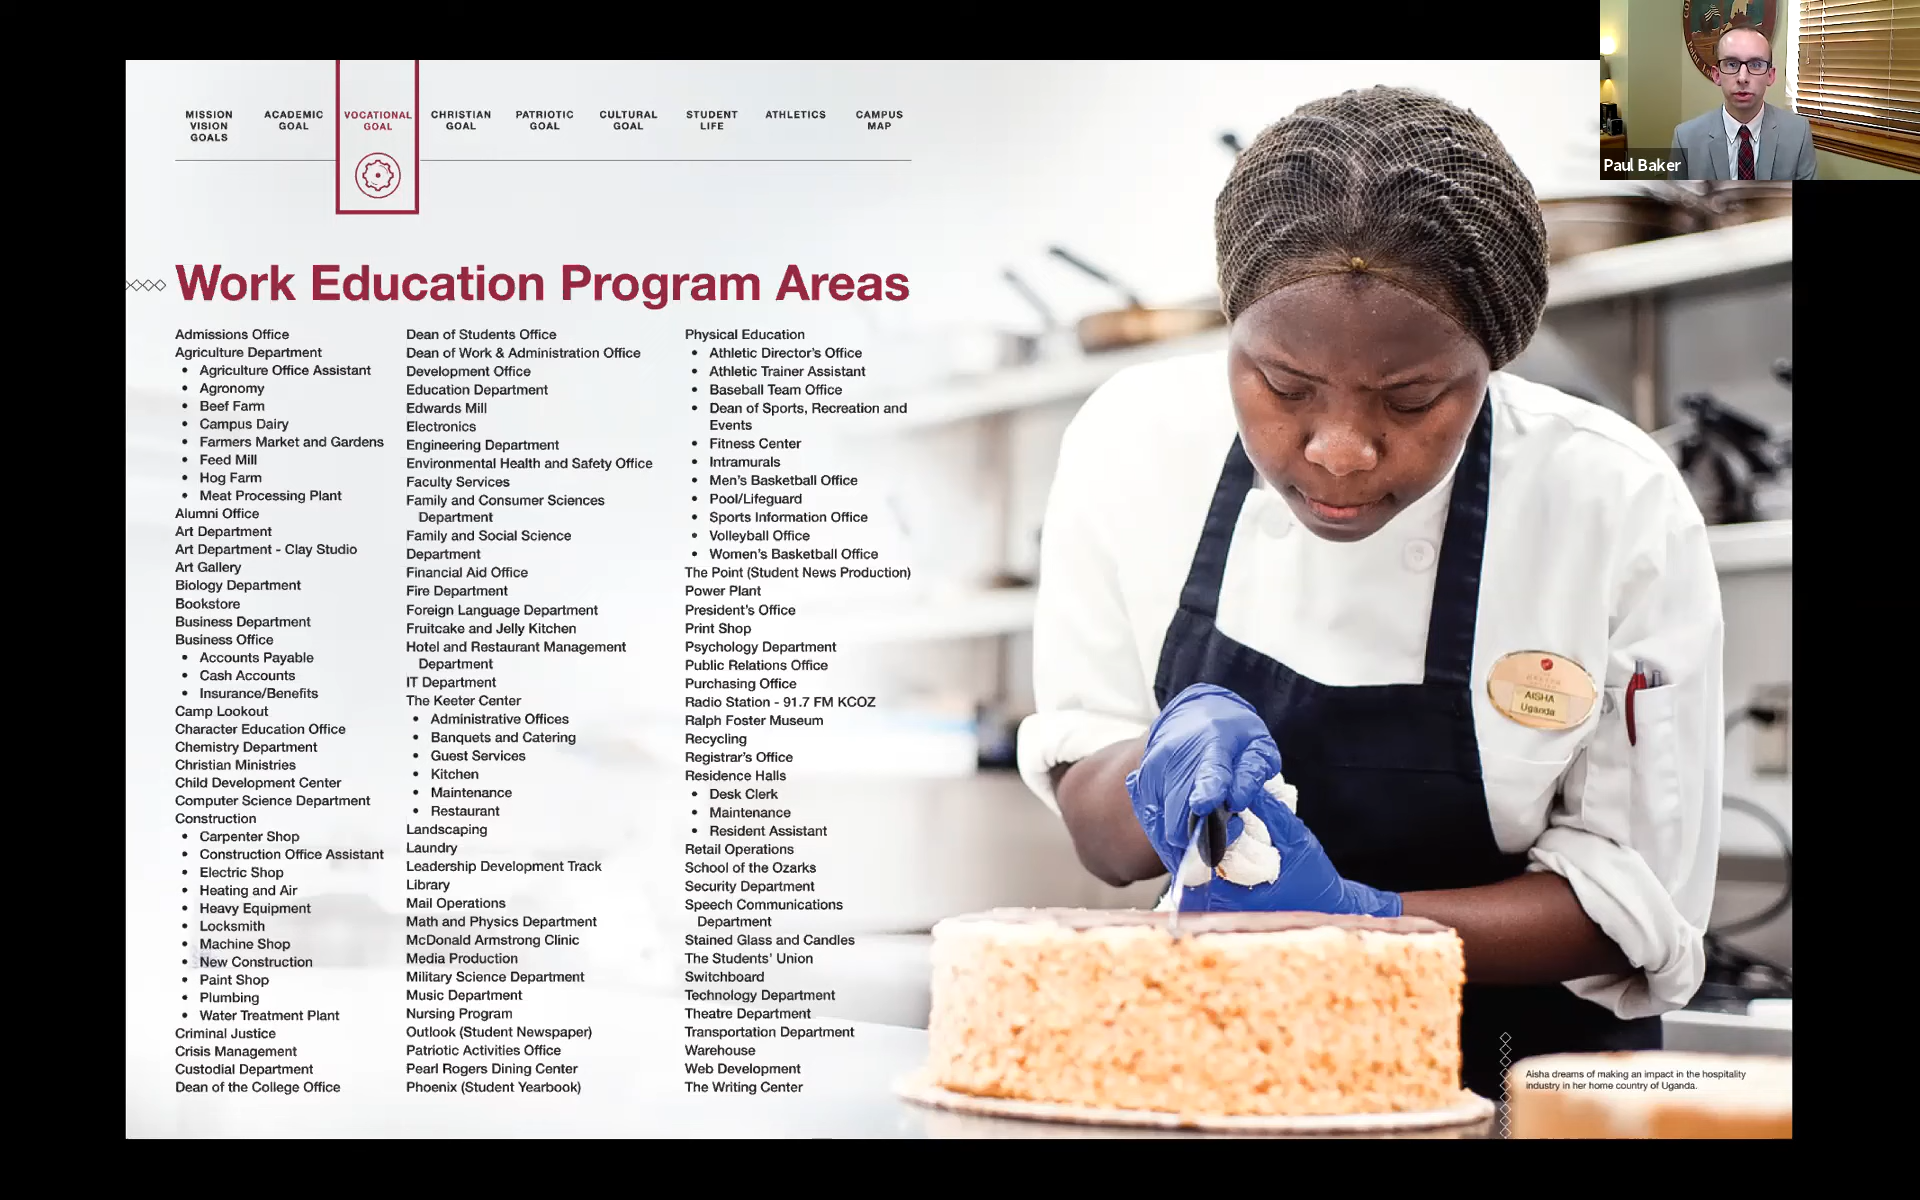 MISSION
VISION
GOALS
ACADEMIC
GOAL
VOCATIONAL
GOAL
CHRISTIAN
GOAL
PATRIOTIC
GOAL
CULTURAL
GOAL
STUDENT
LIFE
ATHLETICS
CAMPUS
MAP
Paul Baker
Work Education Program Areas
Admissions Office
Agriculture Department
• Agriculture Office Assistant
• Agronomy
• Beef Farm
• Campus Dairy
• Farmers Market and Gardens
• Feed Mill
• Hog Farm
• Meat Processing Plant
Alumni Office
Art Department
Art Department - Clay Studio
Art Gallery
Biology Department
Bookstore
Business Department
Business Office
• Accounts Payable
• Cash Accounts
• Insurance/Benefits
Camp Lookout
Character Education Office
Chemistry Department
Christian Ministries
Child Development Center
Computer Science Department
Construction
• Carpenter Shop
• Construction Office Assistant
• Electric Shop
• Heating and Air
• Heavy Equipment
• Locksmith
• Machine Shop
• New Construction
• Paint Shop
• Plumbing
• Water Treatment Plant
Criminal Justice
Crisis Management
Custodial Department
Dean of the College Office
Dean of Students Office
Dean of Work & Administration Office
Development Office
Education Department
Edwards Mill
Electronics
Engineering Department
Environmental Health and Safety Office
Faculty Services
Family and Consumer Sciences
Department
Family and Social Science
Department
Financial Aid Office
Fire Department
Foreign Language Department
Fruitcake and Jelly Kitchen
Hotel and Restaurant Management
Department
IT Department
The Keeter Center
• Administrative Offices
• Banquets and Catering
• Guest Services
• Kitchen
• Maintenance
• Restaurant
Landscaping
Laundry
Leadership Development Track
Library
Mail Operations
Math and Physics Department
McDonald Armstrong Clinic
Media Production
Military Science Department
Music Department
Nursing Program
Outlook (Student Newspaper)
Patriotic Activities Office
Pearl Rogers Dining Center
Phoenix (Student Yearbook)
Physical Education
• Athletic Director's Office
• Athletic Trainer Assistant
• Baseball Team Office
• Dean of Sports, Recreation and
Events
• Fitness Center
• Intramurals
• Men's Basketball Office
• Pool/Lifeguard
• Sports Information Office
• Volleyball Office
• Women's Basketball Office
The Point (Student News Production)
Power Plant
President's Office
Print Shop
Psychology Department
Public Relations Office
Purchasing Office
Radio Station - 91.7 FM KCOZ
Ralph Foster Museum
Recycling
Registrar's Office
Residence Halls
• Desk Clerk
• Maintenance
• Resident Assistant
Retail Operations
School of the Ozarks
Security Department
Speech Communications
Department
Stained Glass and Candles
The Students' Union
Switchboard
Technology Department
Theatre Department
Transportation Department
Warehouse
Web Development
The Writing Center
AISHA
Uganda
Aisha dreams of making an impact in the hospitality
industry in her home country of Uganda.